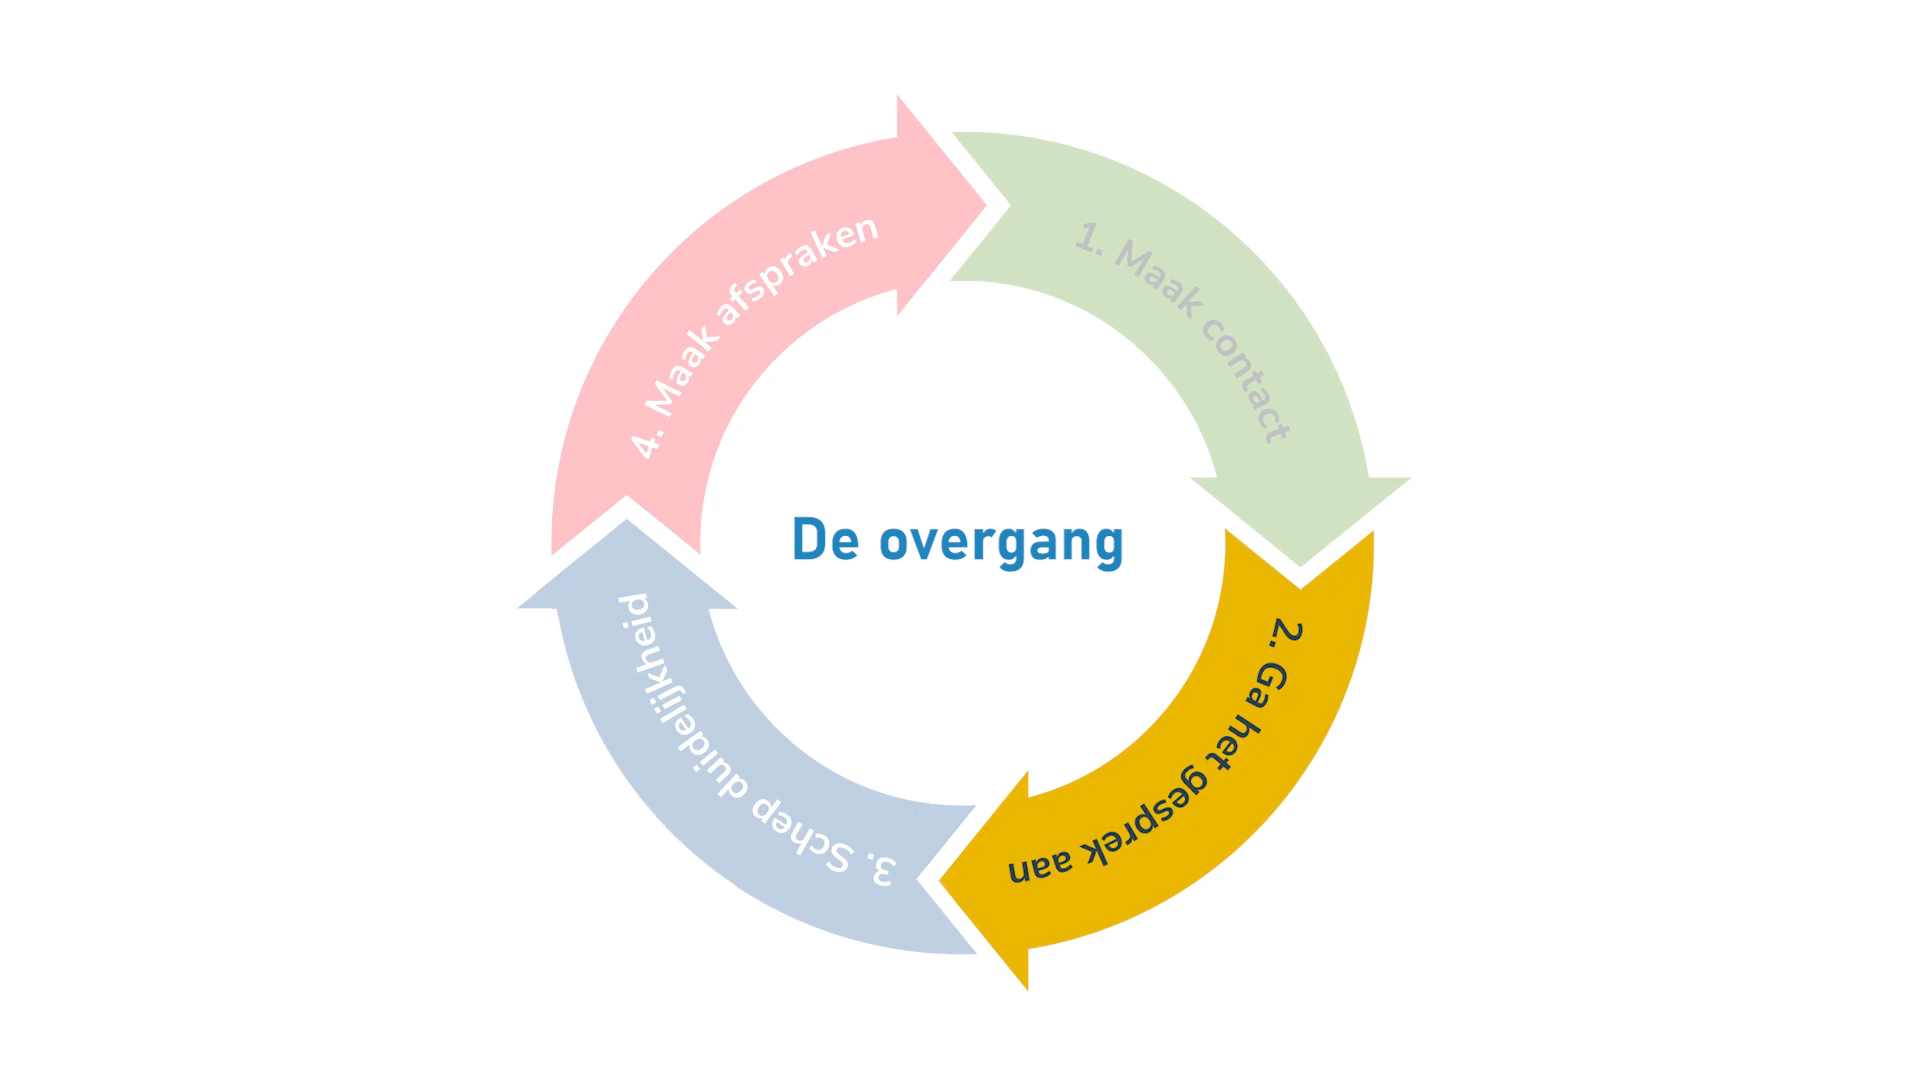 De overgang
1. Maak contact
2. Ga het gesprek aan
3. Schep duidelijkheid
4. Maak afspraken